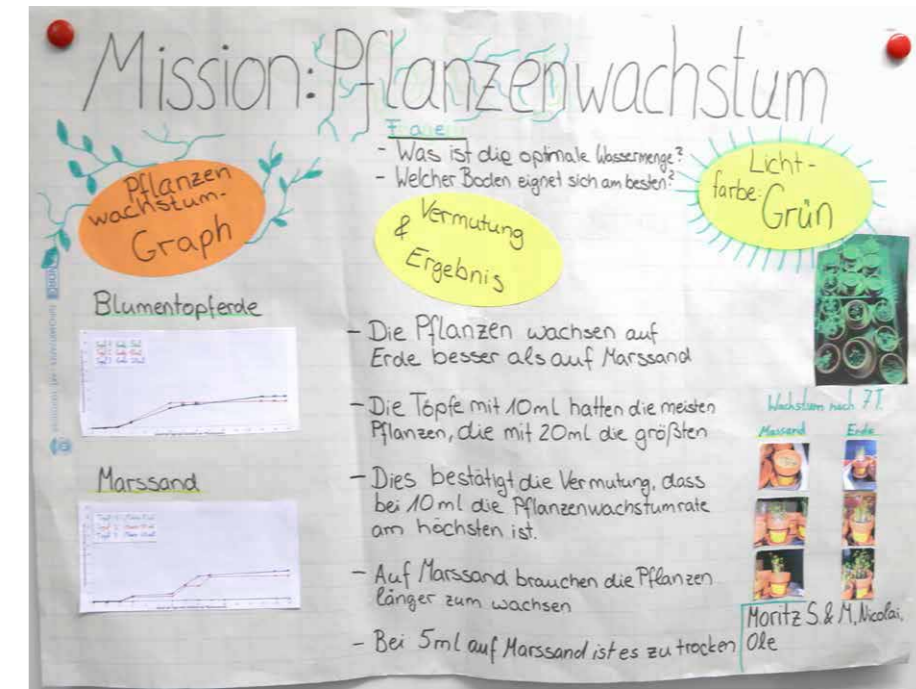 Mission: Pflanzenwachstum
Frage
- Was ist die optimale Wassermenge?
- Welcher Boden eignet sich am besten?
Pflanzen
wachstum-
Graph
Vermutung
&
Ergebnis
Licht-
farbe:
Grün
Blumentopferde
Marssand
- Die Pflanzen wachsen auf
Erde besser als auf Marssand
- Die Töpfe mit 10ml hatten die meisten
Pflanzen, die mit 20ml die größten
- Dies bestätigt die Vermutung, dass
bei 10ml die Pflanzenwachstumrate
am höchsten ist.
- Auf Marssand brauchen die Pflanzen
länger zum wachsen
- Bei 5ml auf Marssand ist es zu trocken
Wachstum nach 7T.
Marssand
Erde
Moritz S. & M, Nicolai,
Ole